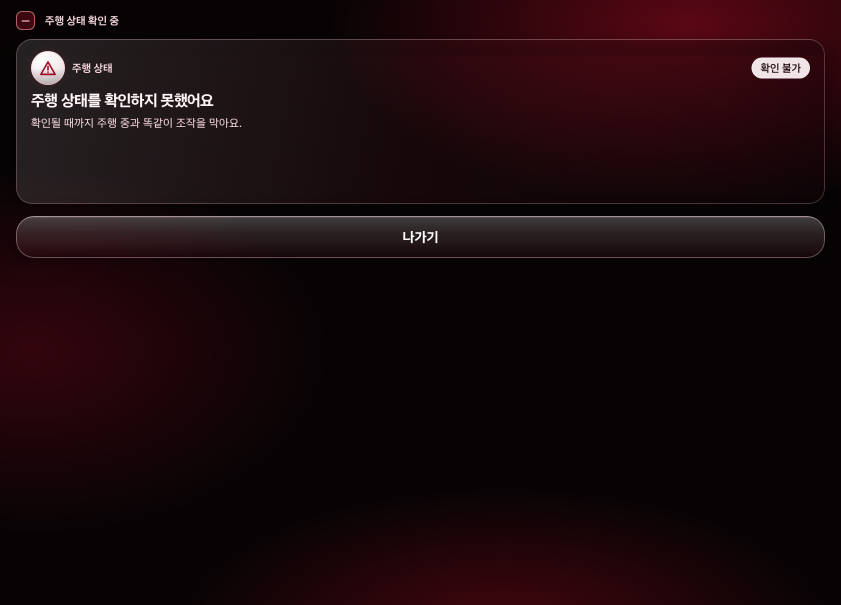 주행 상태 확인 중
주행 상태
확인 불가
주행 상태를 확인하지 못했어요
확인될 때까지 주행 중과 똑같이 조작을 막아요.
나가기